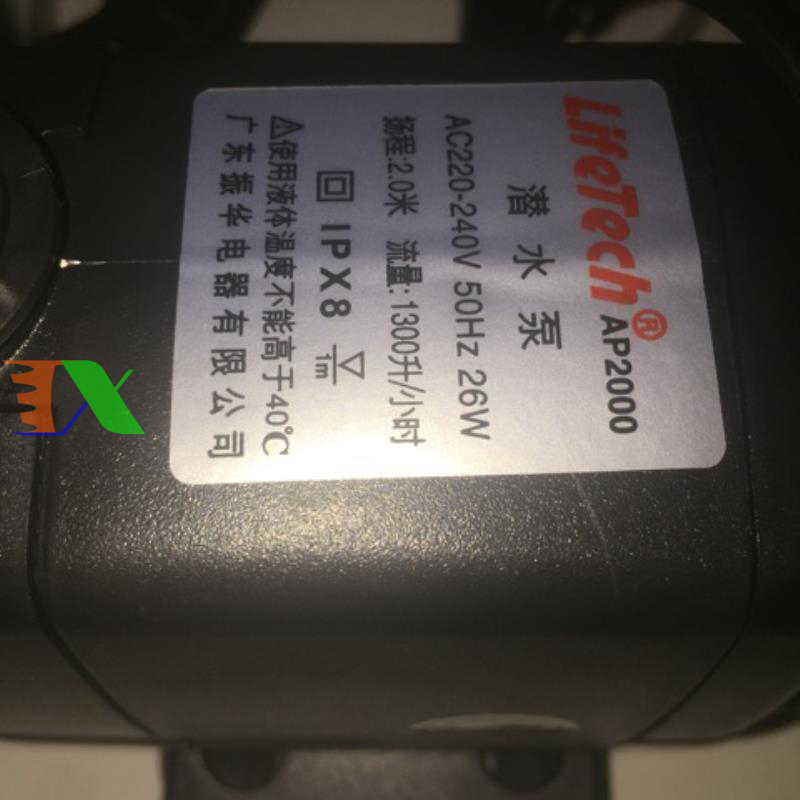 LifeTech® AP2000
潜水泵
AC220-240V 50Hz 26W
扬程:2.0米 流量:1300升/小时
IPX8 1m
⚠使用液体温度不能高于40℃
广东振华电器有限公司